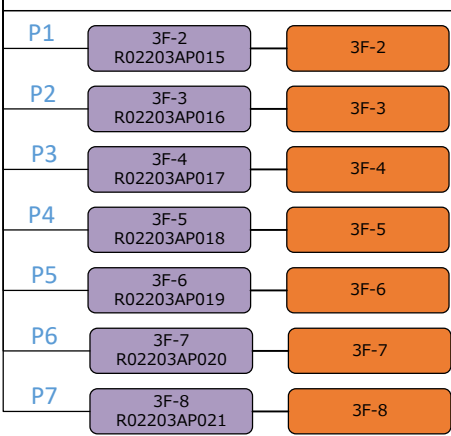 P1
3F-2
R02203AP015
3F-2
P2
3F-3
R02203AP016
3F-3
P3
3F-4
R02203AP017
3F-4
P4
3F-5
R02203AP018
3F-5
P5
3F-6
R02203AP019
3F-6
P6
3F-7
R02203AP020
3F-7
P7
3F-8
R02203AP021
3F-8